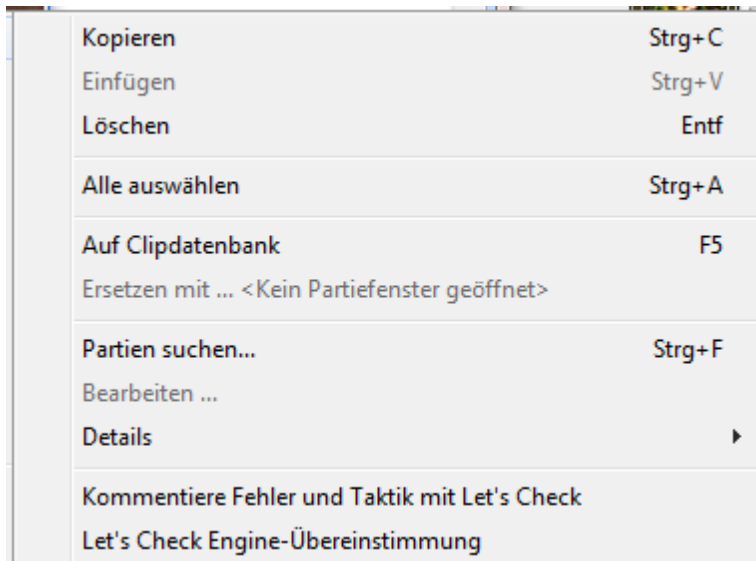 Kopieren Strg+C
Einfügen Strg+V
Löschen Entf
Alle auswählen Strg+A
Auf Clipdatenbank F5
Ersetzen mit ... <Kein Partiefenster geöffnet>
Partien suchen... Strg+F
Bearbeiten ...
Details
Kommentiere Fehler und Taktik mit Let's Check
Let's Check Engine-Übereinstimmung